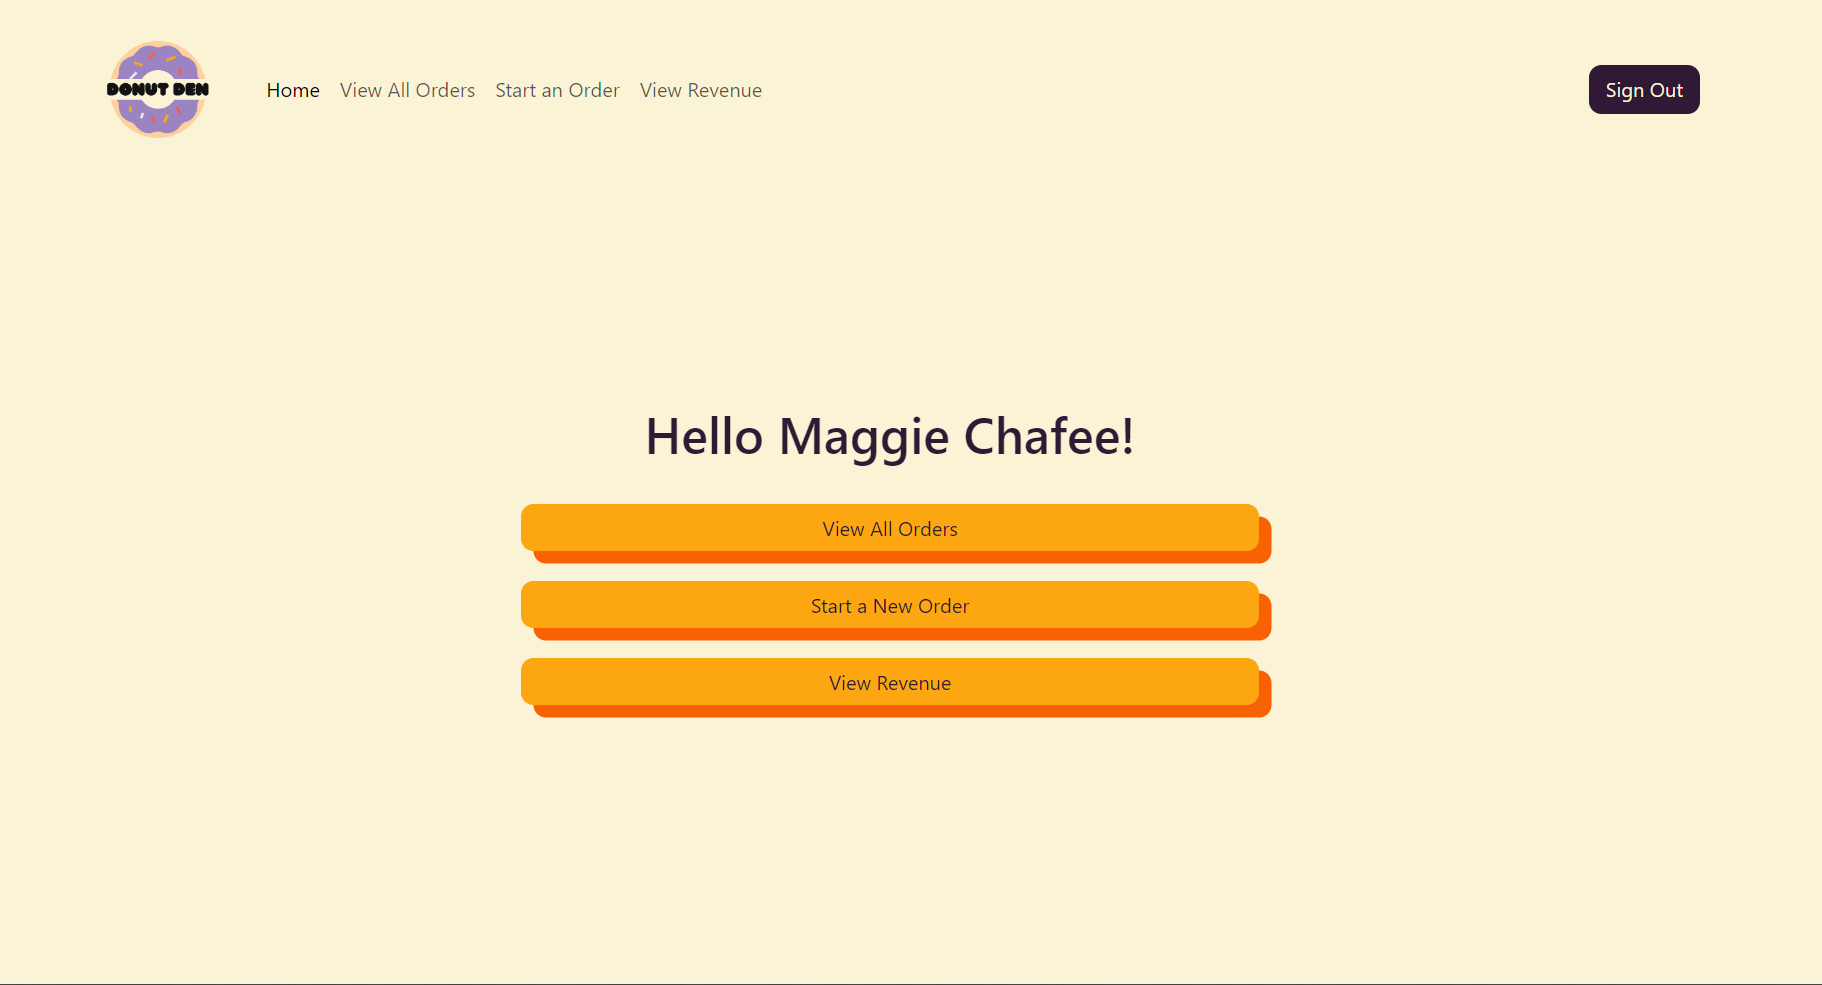 DONUT DEN
Home View All Orders Start an Order View Revenue
Sign Out
Hello Maggie Chafee!
View All Orders
Start a New Order
View Revenue